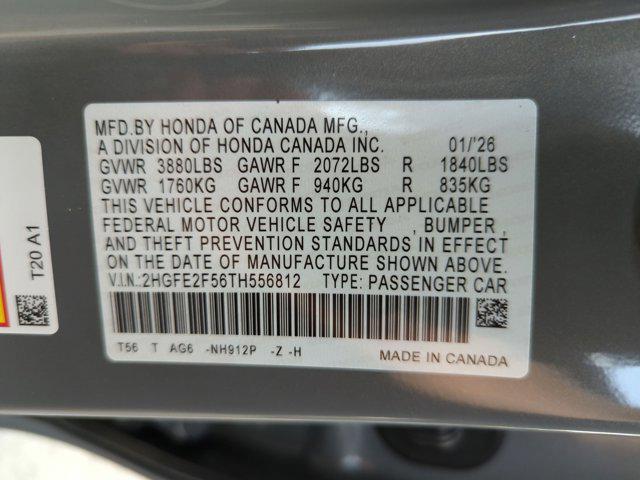 MFD.BY HONDA OF CANADA MFG.,
A DIVISION OF HONDA CANADA INC. 01/'26
GVWR 3880LBS GAWR F 2072LBS R 1840LBS
GVWR 1760KG GAWR F 940KG R 835KG
THIS VEHICLE CONFORMS TO ALL APPLICABLE
FEDERAL MOTOR VEHICLE SAFETY , BUMPER ,
AND THEFT PREVENTION STANDARDS IN EFFECT
ON THE DATE OF MANUFACTURE SHOWN ABOVE.
V.I.N.:2HGFE2F56TH556812 TYPE: PASSENGER CAR
T56 T AG6 -NH912P -Z -H
MADE IN CANADA
T20 A1